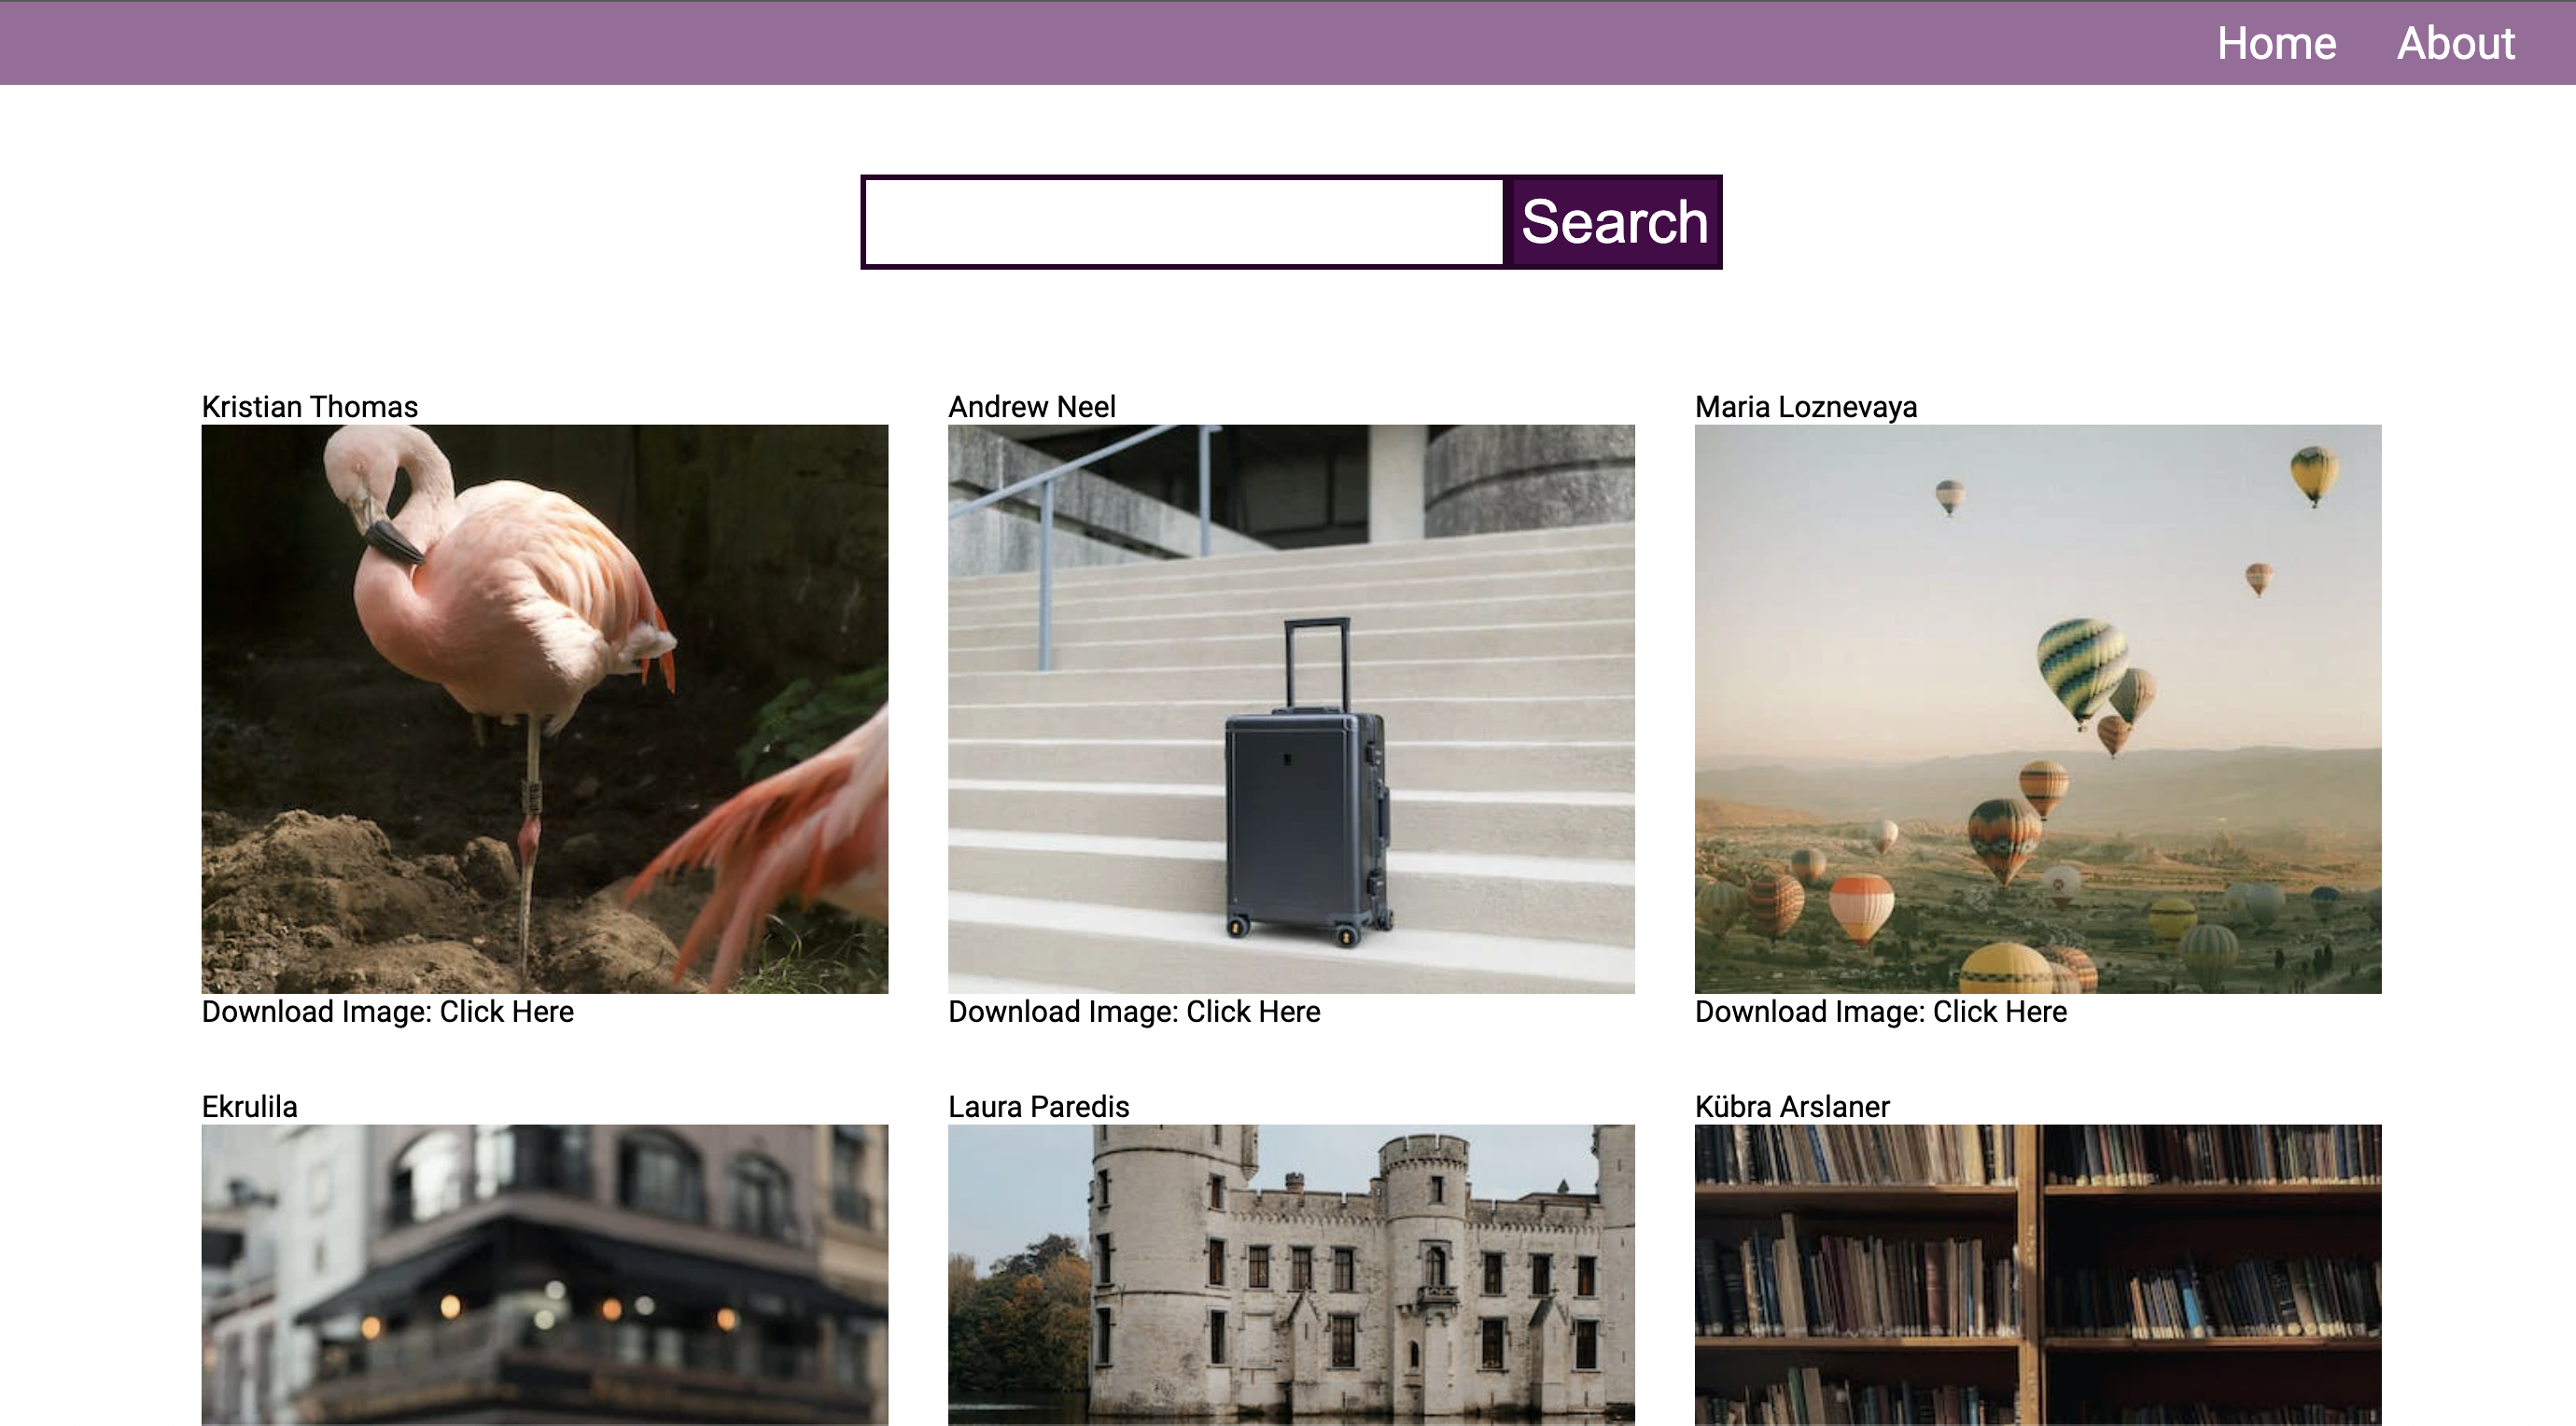 Home About
Search
Kristian Thomas
Andrew Neel
Maria Loznevaya
Download Image: Click Here
Download Image: Click Here
Download Image: Click Here
Ekrulila
Laura Paredis
Kübra Arslaner